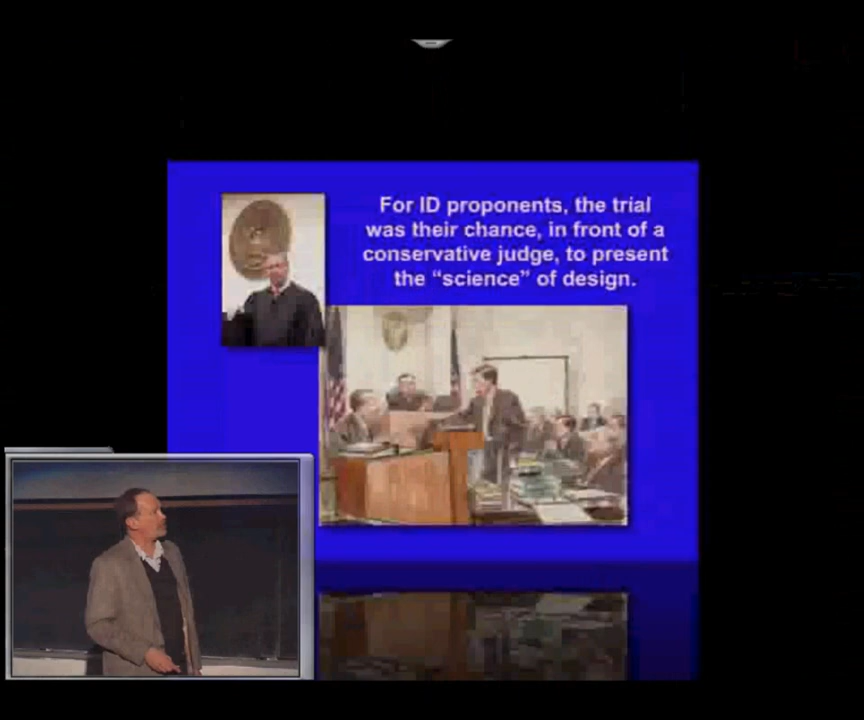 For ID proponents, the trial
was their chance, in front of a
conservative judge, to present
the “science” of design.